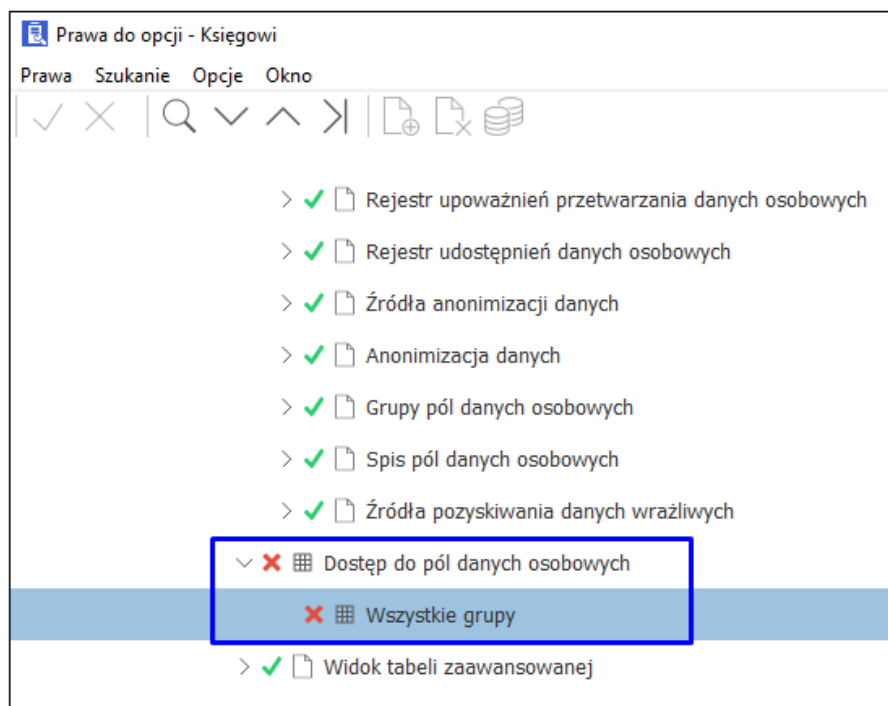 Prawa do opcji - Księgowi
Prawa Szukanie Opcje Okno
Rejestr upoważnień przetwarzania danych osobowych
Rejestr udostępnień danych osobowych
Źródła anonimizacji danych
Anonimizacja danych
Grupy pól danych osobowych
Spis pól danych osobowych
Źródła pozyskiwania danych wrażliwych
Dostęp do pól danych osobowych
Wszystkie grupy
Widok tabeli zaawansowanej